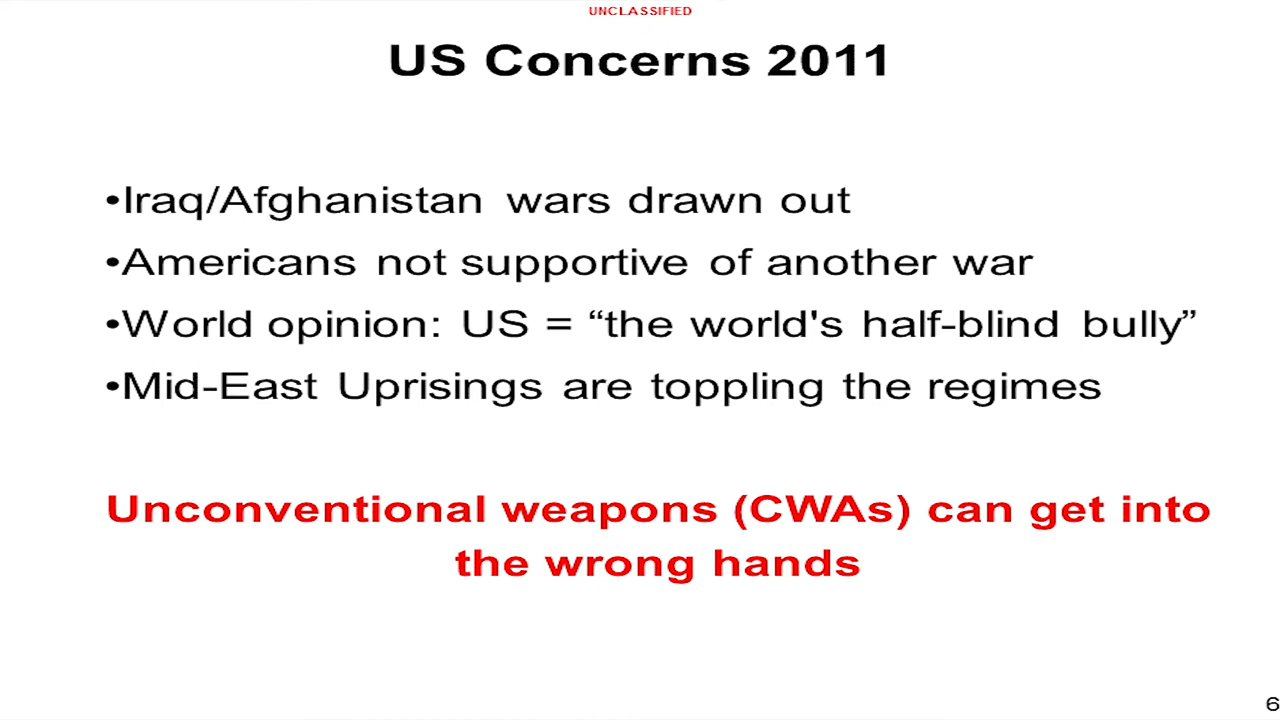 UNCLASSIFIED
US Concerns 2011
•Iraq/Afghanistan wars drawn out
•Americans not supportive of another war
•World opinion: US = “the world's half-blind bully”
•Mid-East Uprisings are toppling the regimes
Unconventional weapons (CWAs) can get into
the wrong hands
6